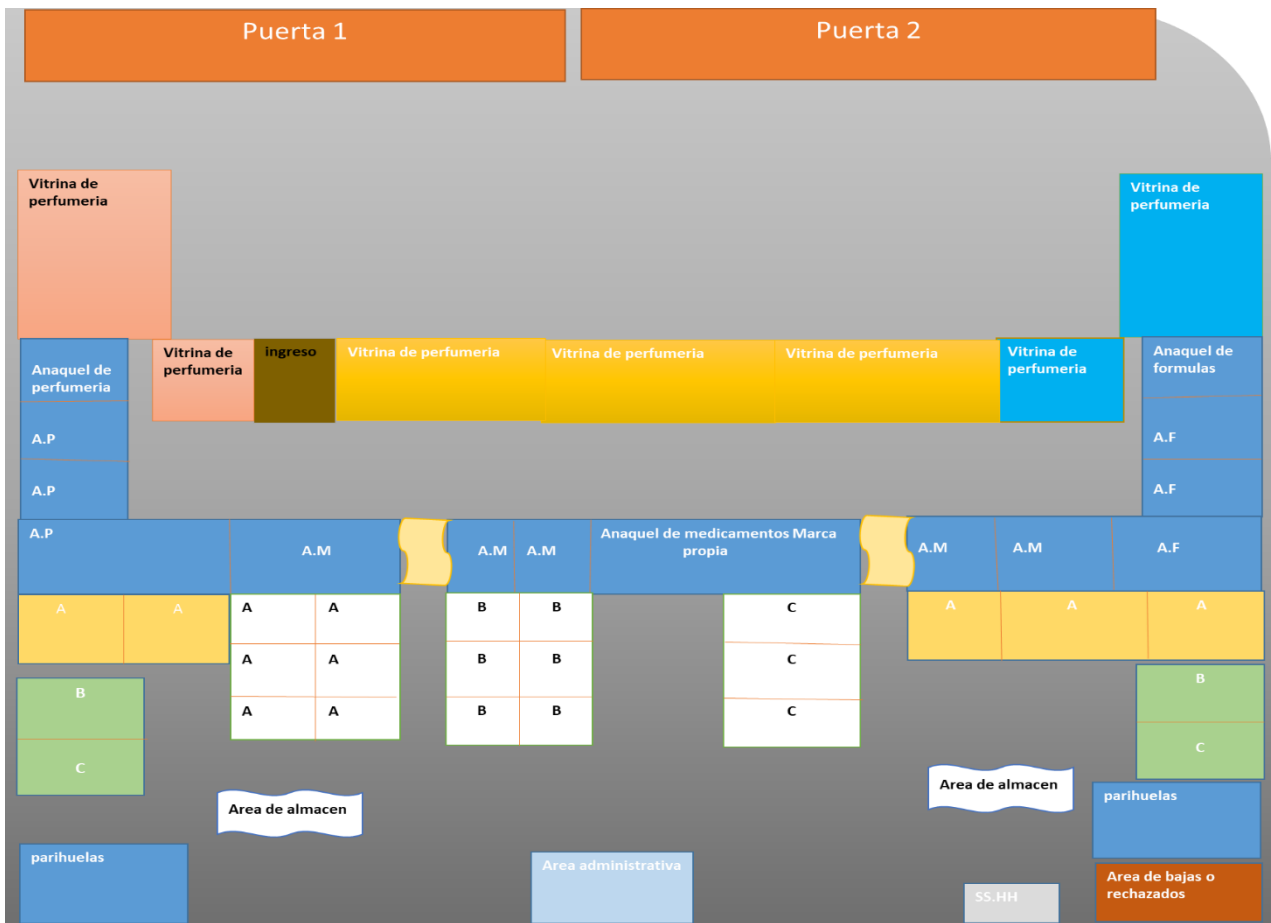 Puerta 1
Puerta 2
Vitrina de
perfumeria
Vitrina de
perfumeria
Anaquel de
perfumeria
Vitrina de
perfumeria
ingreso
Vitrina de perfumeria
Vitrina de perfumeria
Vitrina de perfumeria
Vitrina de
perfumeria
Anaquel de
formulas
A.P
A.F
A.P
A.F
A.P
A.M
A.M
A.M
Anaquel de medicamentos Marca
propia
A.M
A.M
A.F
A
A
A
A
B
B
C
A
A
A
A
A
B
B
C
A
A
B
B
C
B
C
B
C
Area de almacen
Area de almacen
parihuelas
parihuelas
Area administrativa
SS.HH
Area de bajas o
rechazados